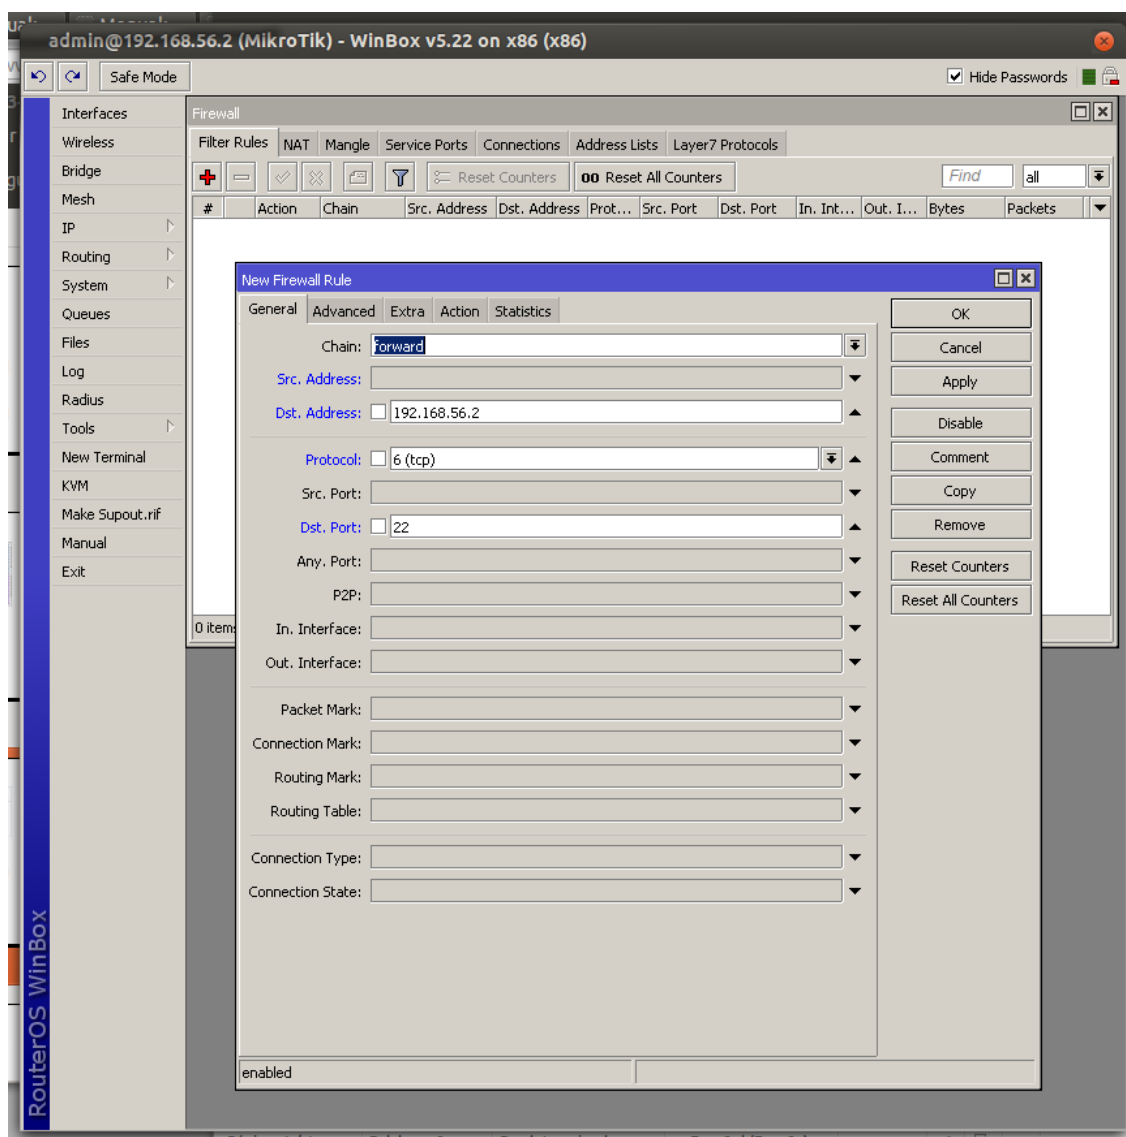 admin@192.168.56.2 (MikroTik) - WinBox v5.22 on x86 (x86)
Safe Mode
Hide Passwords
Interfaces
Wireless
Bridge
Mesh
IP
Routing
System
Queues
Files
Log
Radius
Tools
New Terminal
KVM
Make Supout.rif
Manual
Exit
RouterOS WinBox
Firewall
Filter Rules NAT Mangle Service Ports Connections Address Lists Layer7 Protocols
Reset Counters 00 Reset All Counters Find all
# Action Chain Src. Address Dst. Address Prot... Src. Port Dst. Port In. Int... Out. I... Bytes Packets
0 items
New Firewall Rule
General Advanced Extra Action Statistics
Chain: forward
Src. Address:
Dst. Address: 192.168.56.2
Protocol: 6 (tcp)
Src. Port:
Dst. Port: 22
Any. Port:
P2P:
In. Interface:
Out. Interface:
Packet Mark:
Connection Mark:
Routing Mark:
Routing Table:
Connection Type:
Connection State:
enabled
OK
Cancel
Apply
Disable
Comment
Copy
Remove
Reset Counters
Reset All Counters